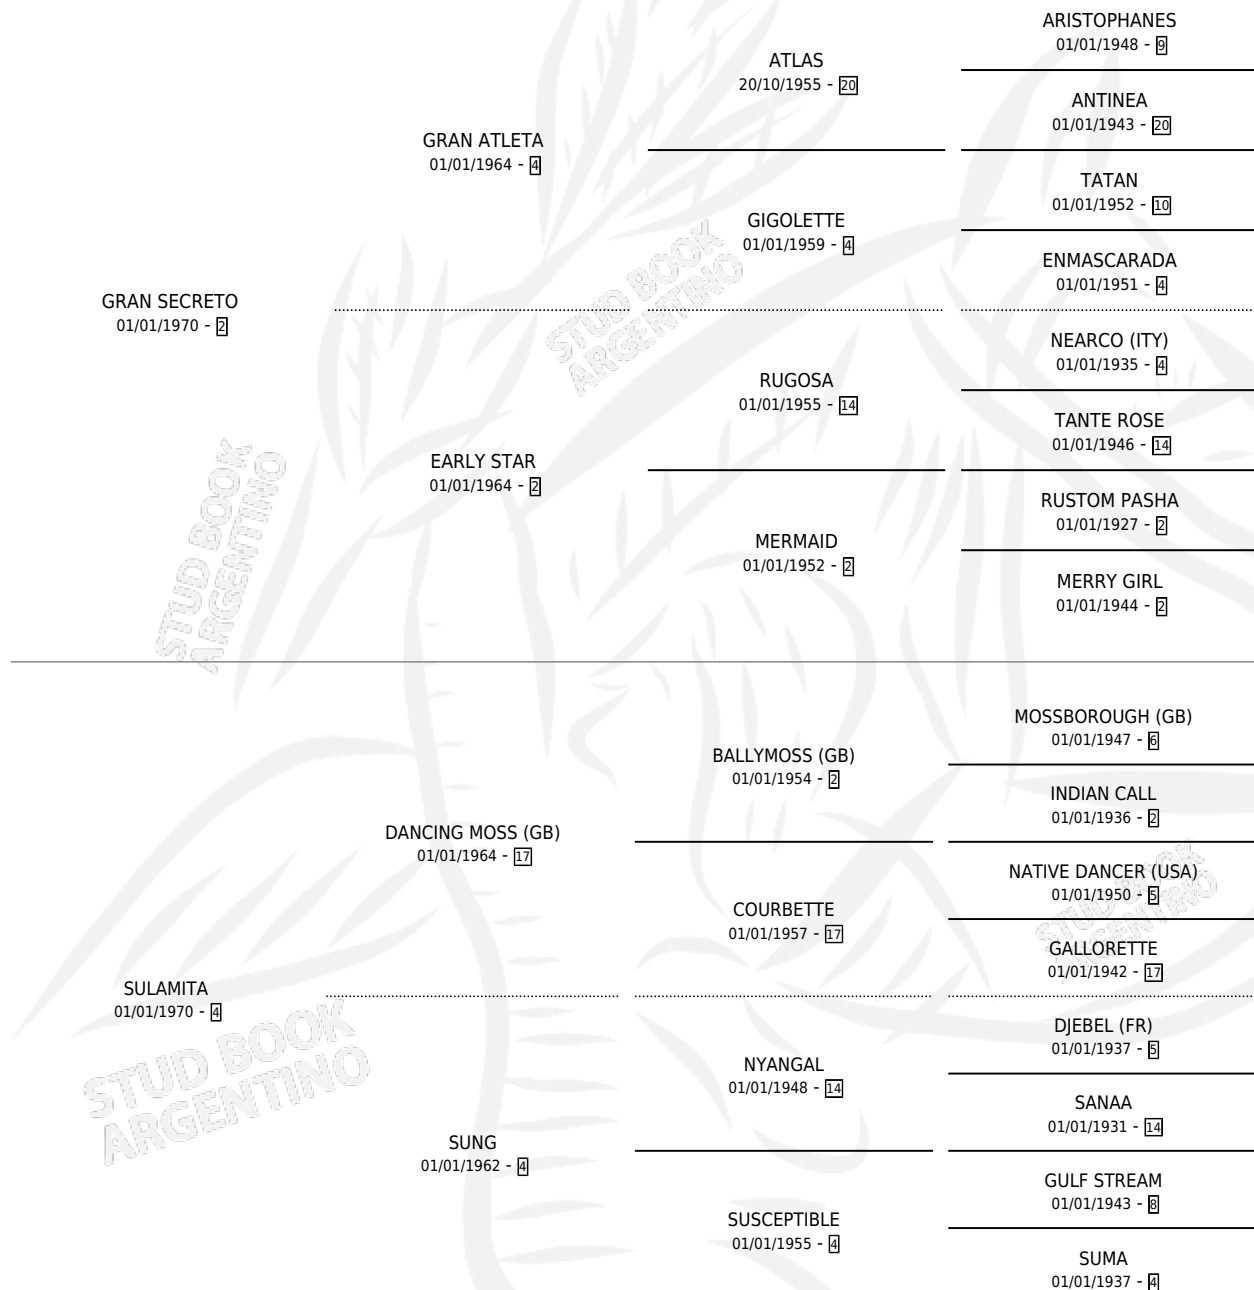 ARISTOPHANES
01/01/1948 - 9
ATLAS
20/10/1955 - 20
ANTINEA
01/01/1943 - 20
GRAN ATLETA
01/01/1964 - 4
TATAN
01/01/1952 - 10
GIGOLETTE
01/01/1959 - 4
ENMASCARADA
01/01/1951 - 4
GRAN SECRETO
01/01/1970 - 2
NEARCO (ITY)
01/01/1935 - 4
RUGOSA
01/01/1955 - 14
TANTE ROSE
01/01/1946 - 14
EARLY STAR
01/01/1964 - 2
RUSTOM PASHA
01/01/1927 - 2
MERMAID
01/01/1952 - 2
MERRY GIRL
01/01/1944 - 2
STUD BOOK
ARGENTINO
STUD BOOK
ARGENTINO
MOSSBOROUGH (GB)
01/01/1947 - 6
BALLYMOSS (GB)
01/01/1954 - 2
INDIAN CALL
01/01/1936 - 2
DANCING MOSS (GB)
01/01/1964 - 17
NATIVE DANCER (USA)
01/01/1950 - 5
COURBETTE
01/01/1957 - 17
GALLORETTE
01/01/1942 - 17
SULAMITA
01/01/1970 - 4
DJEBEL (FR)
01/01/1937 - 5
NYANGAL
01/01/1948 - 14
SANAA
01/01/1931 - 14
SUNG
01/01/1962 - 4
GULF STREAM
01/01/1943 - 8
SUSCEPTIBLE
01/01/1955 - 4
SUMA
01/01/1937 - 4
STUD BOOK
ARGENTINO
STUD BOOK
ARGENTINO